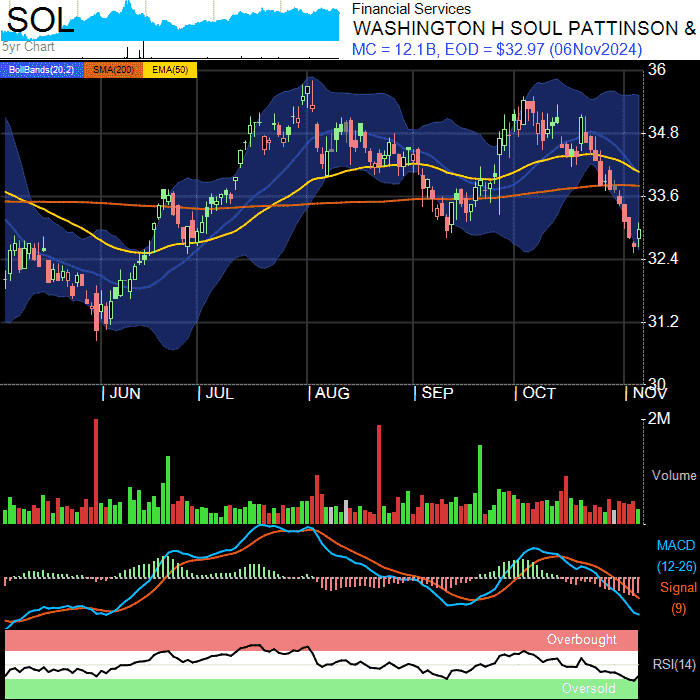 SOL
5yr Chart
Financial Services
WASHINGTON H SOUL PATTINSON &
MC = 12.1B, EOD = $32.97 (06Nov2024)
BollBands(20,2) SMA(200) EMA(50)
36
34.8
33.6
32.4
31.2
30
| JUN | JUL | AUG | SEP | OCT | NOV
2M
Volume
MACD
(12-26)
Signal
(9)
Overbought
RSI(14)
Oversold